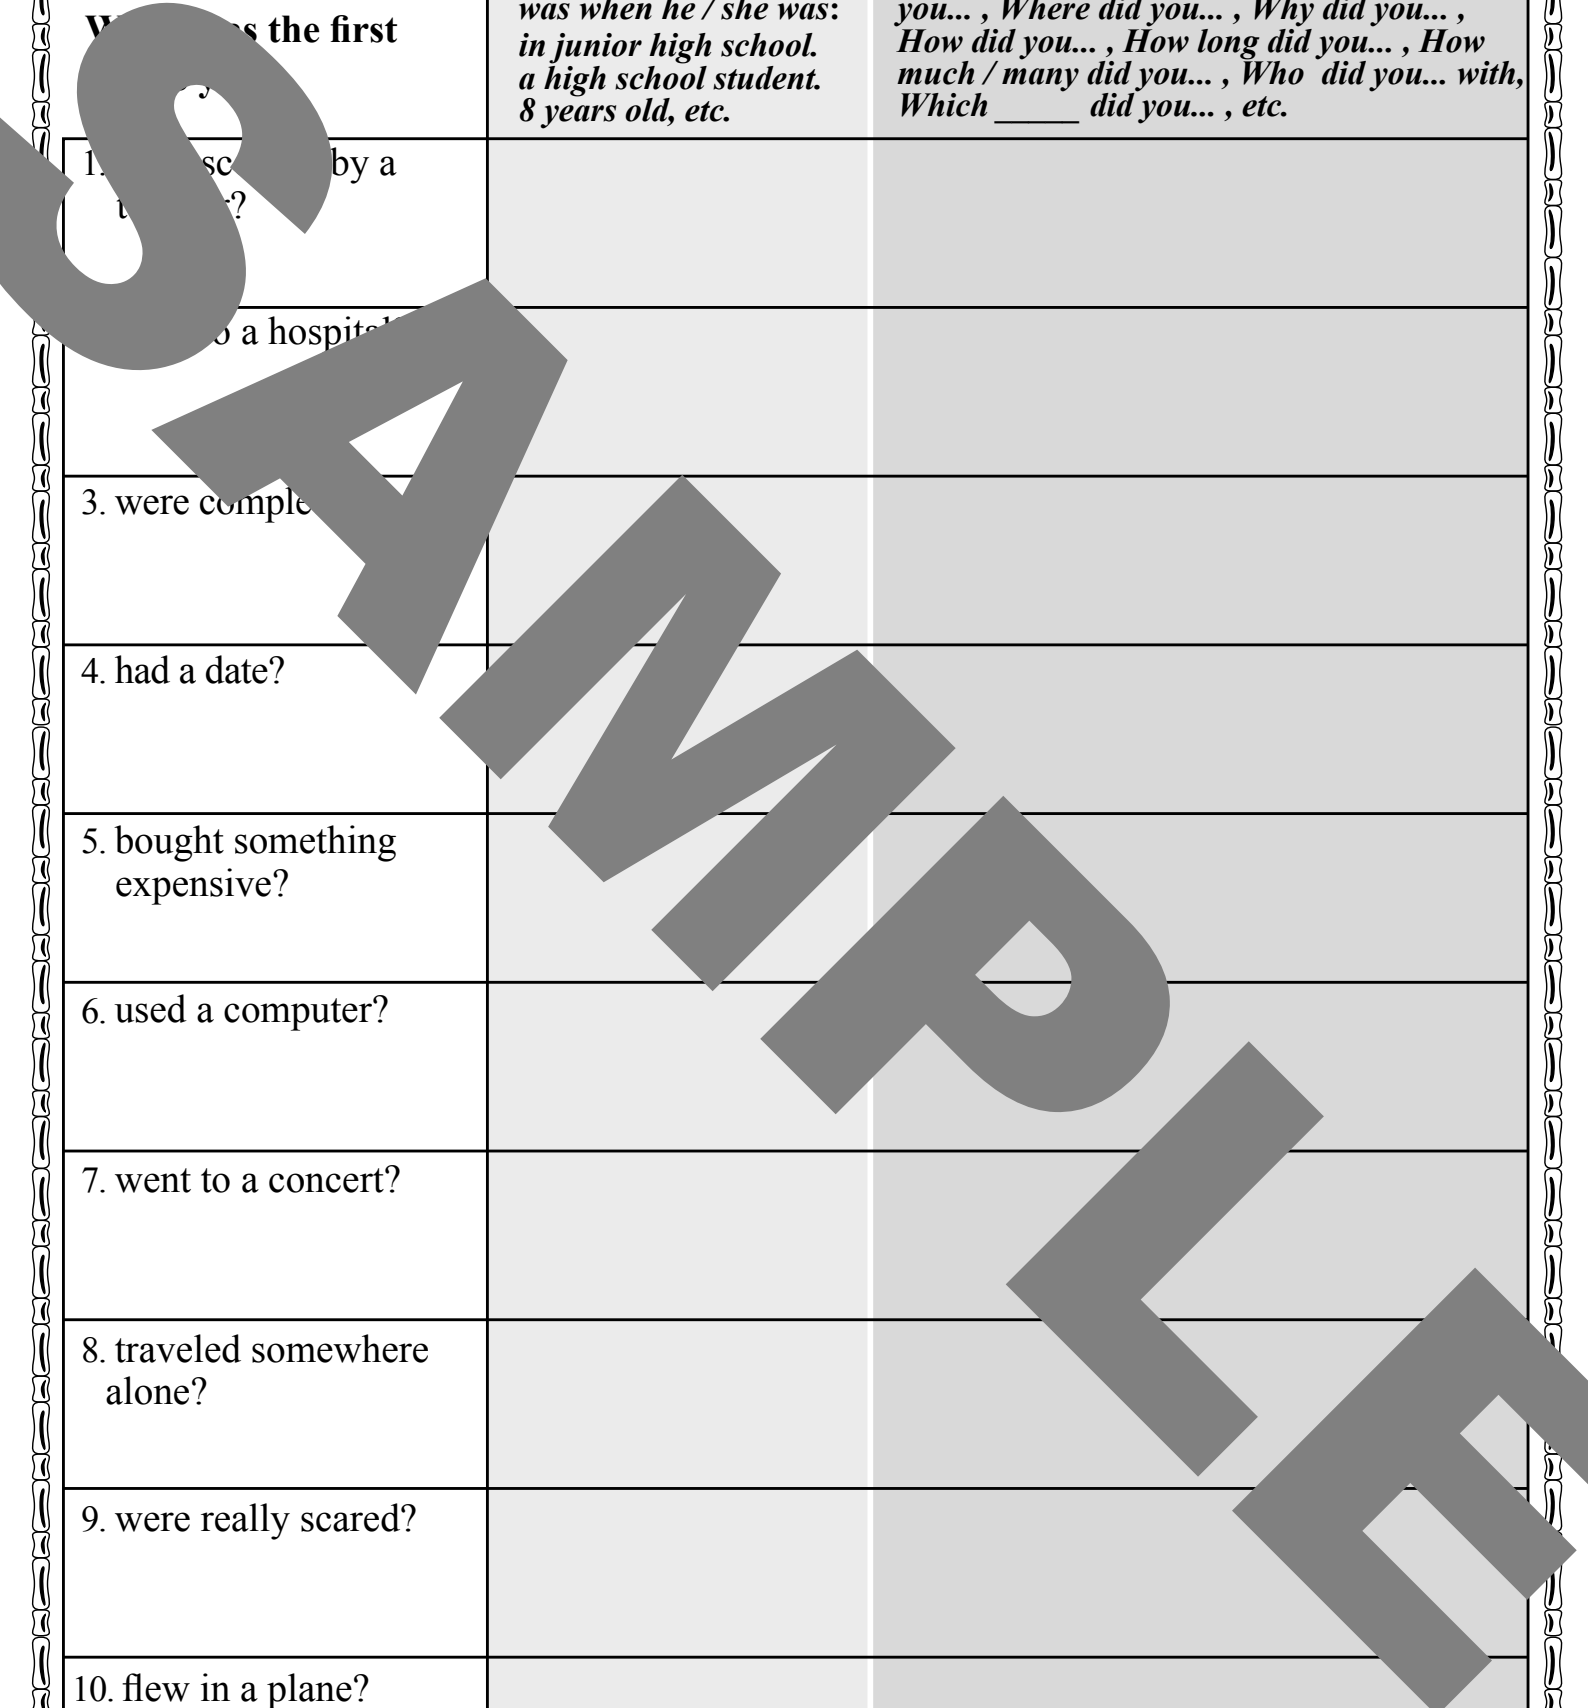 the first
was when he / she was:
in junior high school.
a high school student.
8 years old, etc.
you... , Where did you... , Why did you... ,
How did you... , How long did you... , How
much / many did you... , Who did you... with,
Which _____ did you... , etc.
1. by a
a hospital?
3. were
4. had a date?
5. bought something
expensive?
6. used a computer?
7. went to a concert?
8. traveled somewhere
alone?
9. were really scared?
10. flew in a plane?
SAMPLE